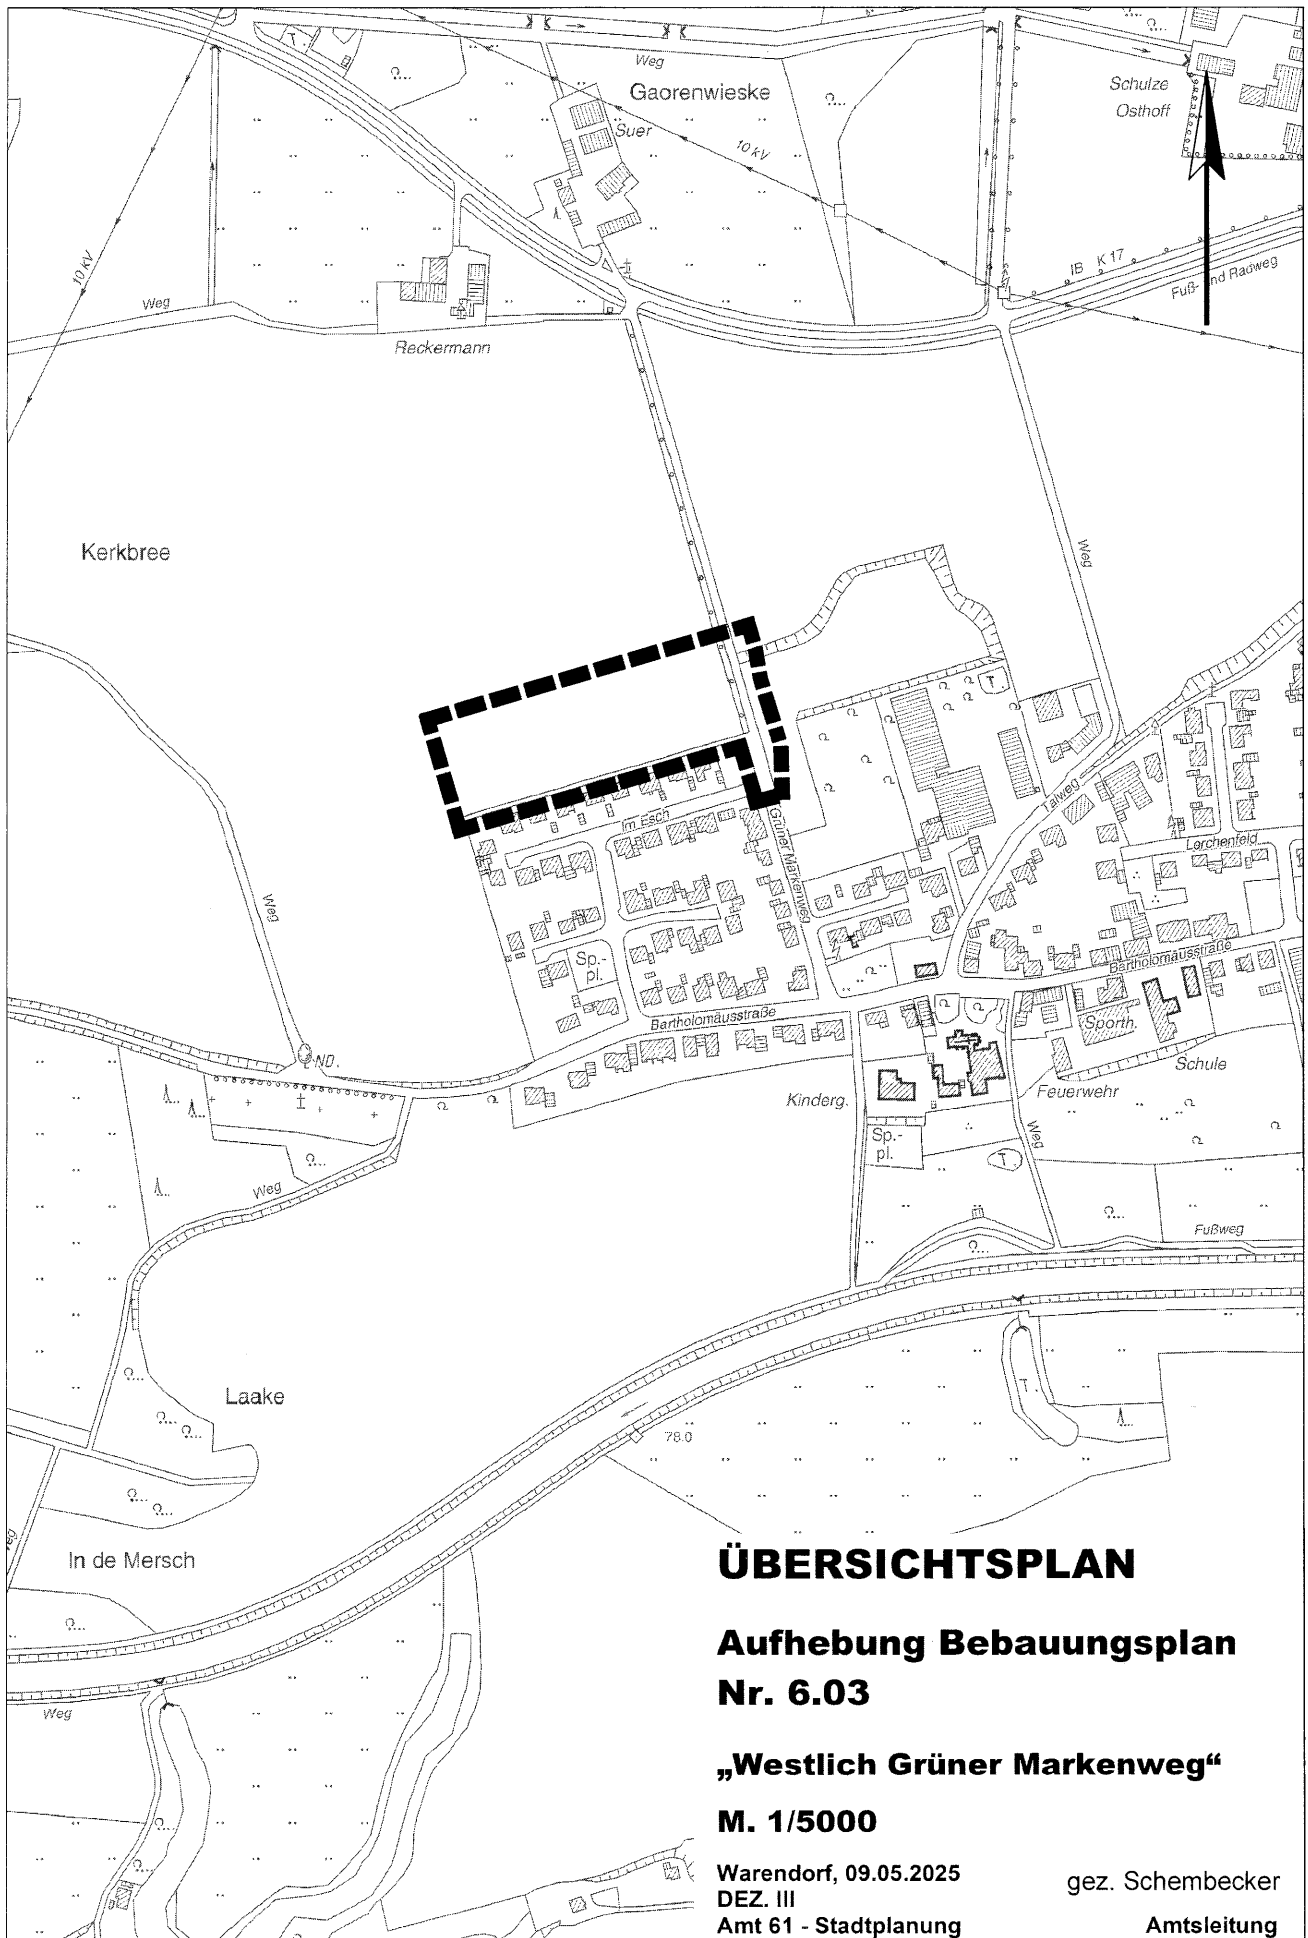 T.
Weg
Gaorenwieske
Suer
10 kV
Schulze
Osthoff
10 kV
IB K 17
Fuß- und Radweg
Weg
Reckermann
Kerkbree
Weg
T.
Talweg
Im Esch
Grüner Markenweg
Lerchenfeld
Weg
Sp.-
pl.
Bartholomäusstraße
Bartholomäusstraße
Sporth.
ND.
Schule
Feuerwehr
Kinderg.
Sp.-
pl.
Weg
T.
Weg
Fußweg
Laake
T.
78.0
In de Mersch
Weg
ÜBERSICHTSPLAN
Aufhebung Bebauungsplan
Nr. 6.03
„Westlich Grüner Markenweg“
M. 1/5000
Warendorf, 09.05.2025
DEZ. III
Amt 61 - Stadtplanung
gez. Schembecker
Amtsleitung